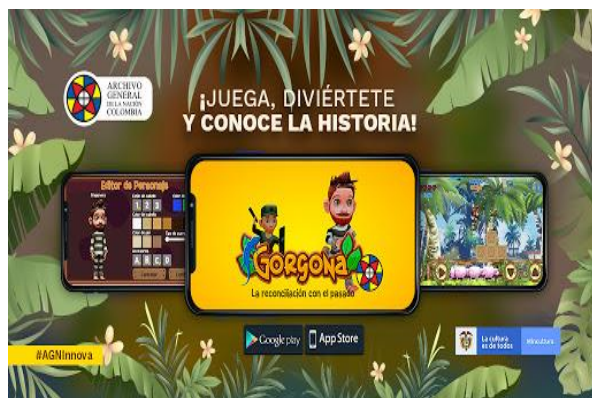 ARCHIVO
GENERAL
DE LA NACIÓN
COLOMBIA
¡JUEGA, DIVIÉRTETE
Y CONOCE LA HISTORIA!
Editor de Personaje
1 2 3
A B C D
GORGONA
La reconciliación con el pasado
Google play
App Store
La cultura
es de todos
Mincultura
#AGNInnova